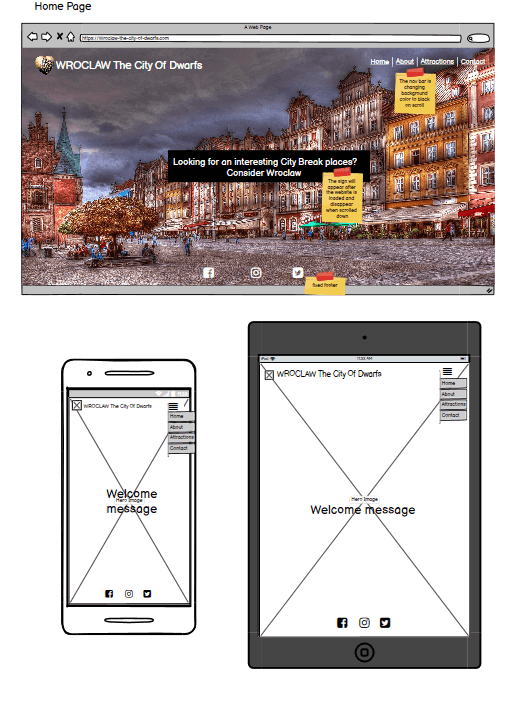 Home Page
A Web Page
https://Wroclaw-the-city-of-dwarfs.com
WROCLAW The City Of Dwarfs
Home | About | Attractions | Contact
The nav bar is
changing
background
color to black
on scroll
Looking for an interesting City Break places?
Consider Wroclaw
The sign will
appear after
the website is
loaded and
disappear
when scrolled
down
fixed footer
WROCLAW The City Of Dwarfs
Home
About
Attractions
Contact
Welcome
Hero Image
message
iPad
11:53 AM
WROCLAW The City Of Dwarfs
Home
About
Attractions
Contact
Hero Image
Welcome message